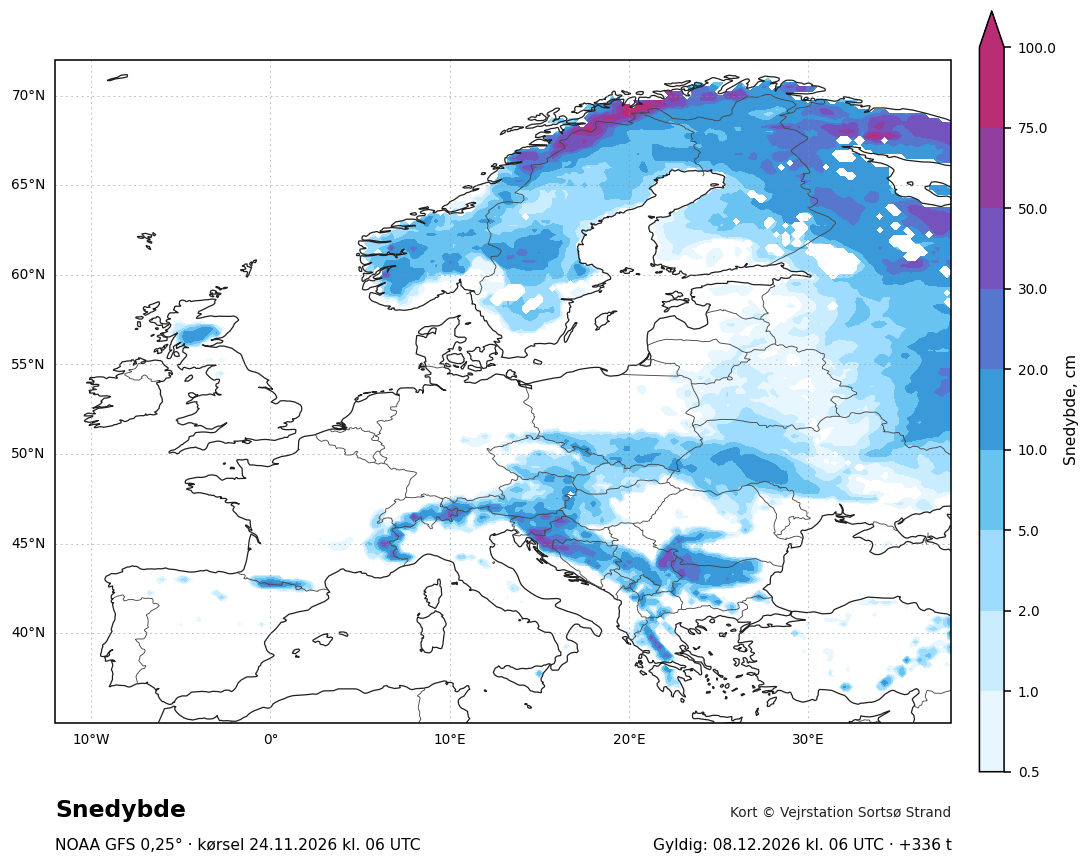 100.0
75.0
50.0
30.0
20.0
10.0
5.0
2.0
1.0
0.5
Snedybde, cm
70°N
65°N
60°N
55°N
50°N
45°N
40°N
10°W
0°
10°E
20°E
30°E
Snedybde
Kort © Vejrstation Sortsø Strand
NOAA GFS 0,25° · kørsel 24.11.2026 kl. 06 UTC
Gyldig: 08.12.2026 kl. 06 UTC · +336 t